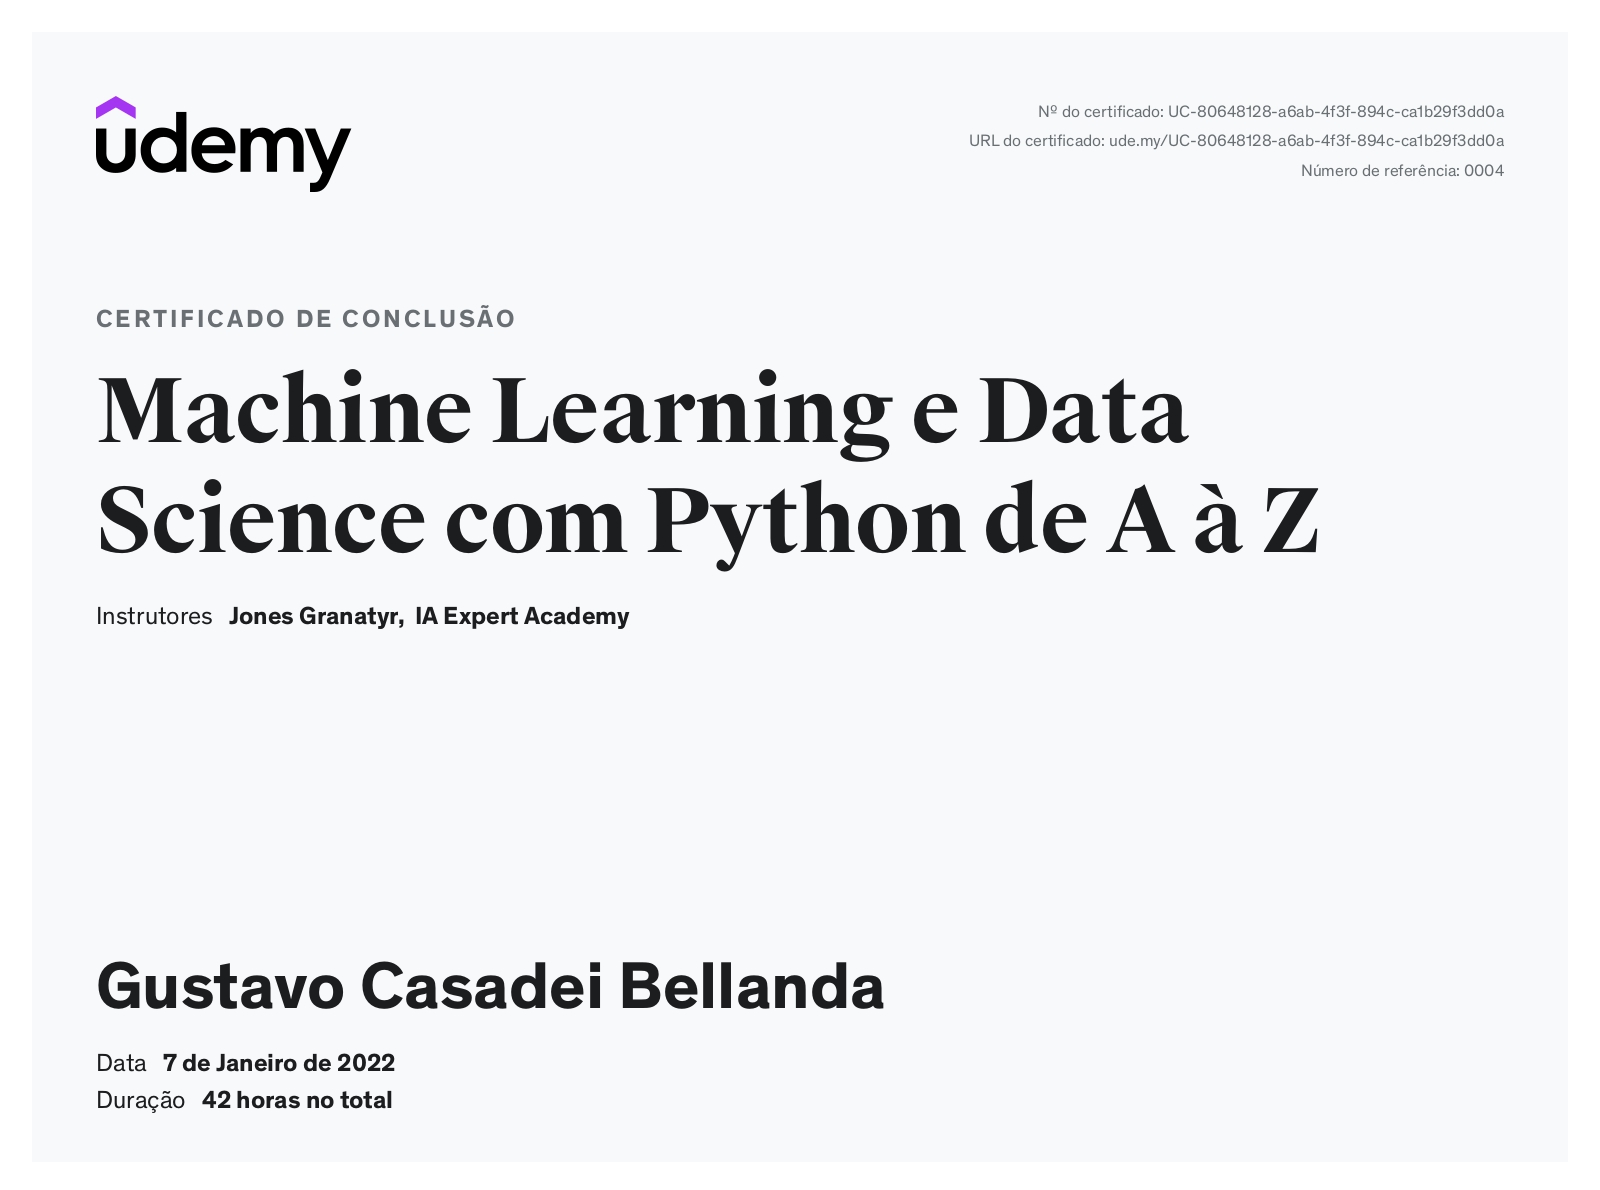 udemy
Nº do certificado: UC-80648128-a6ab-4f3f-894c-ca1b29f3dd0a
URL do certificado: ude.my/UC-80648128-a6ab-4f3f-894c-ca1b29f3dd0a
Número de referência: 0004
CERTIFICADO DE CONCLUSÃO
Machine Learning e Data
Science com Python de A à Z
Instrutores Jones Granatyr, IA Expert Academy
Gustavo Casadei Bellanda
Data 7 de Janeiro de 2022
Duração 42 horas no total